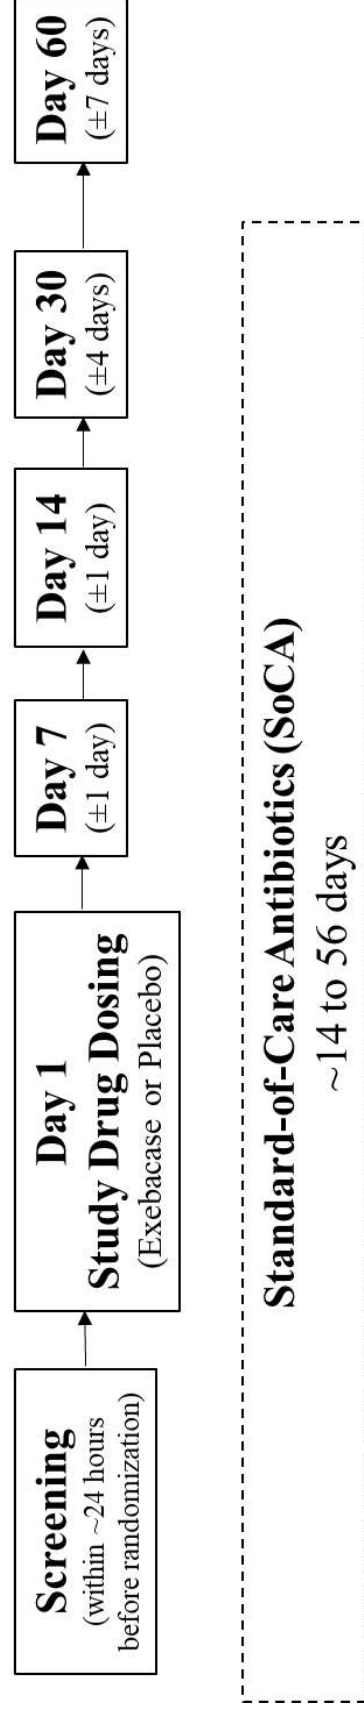 Screening
(within ~24 hours
before randomization)
Day 1
Study Drug Dosing
(Exebacase or Placebo)
Day 7
(±1 day)
Day 14
(±1 day)
Day 30
(±4 days)
Day 60
(±7 days)
Standard-of-Care Antibiotics (SoCA)
~14 to 56 days